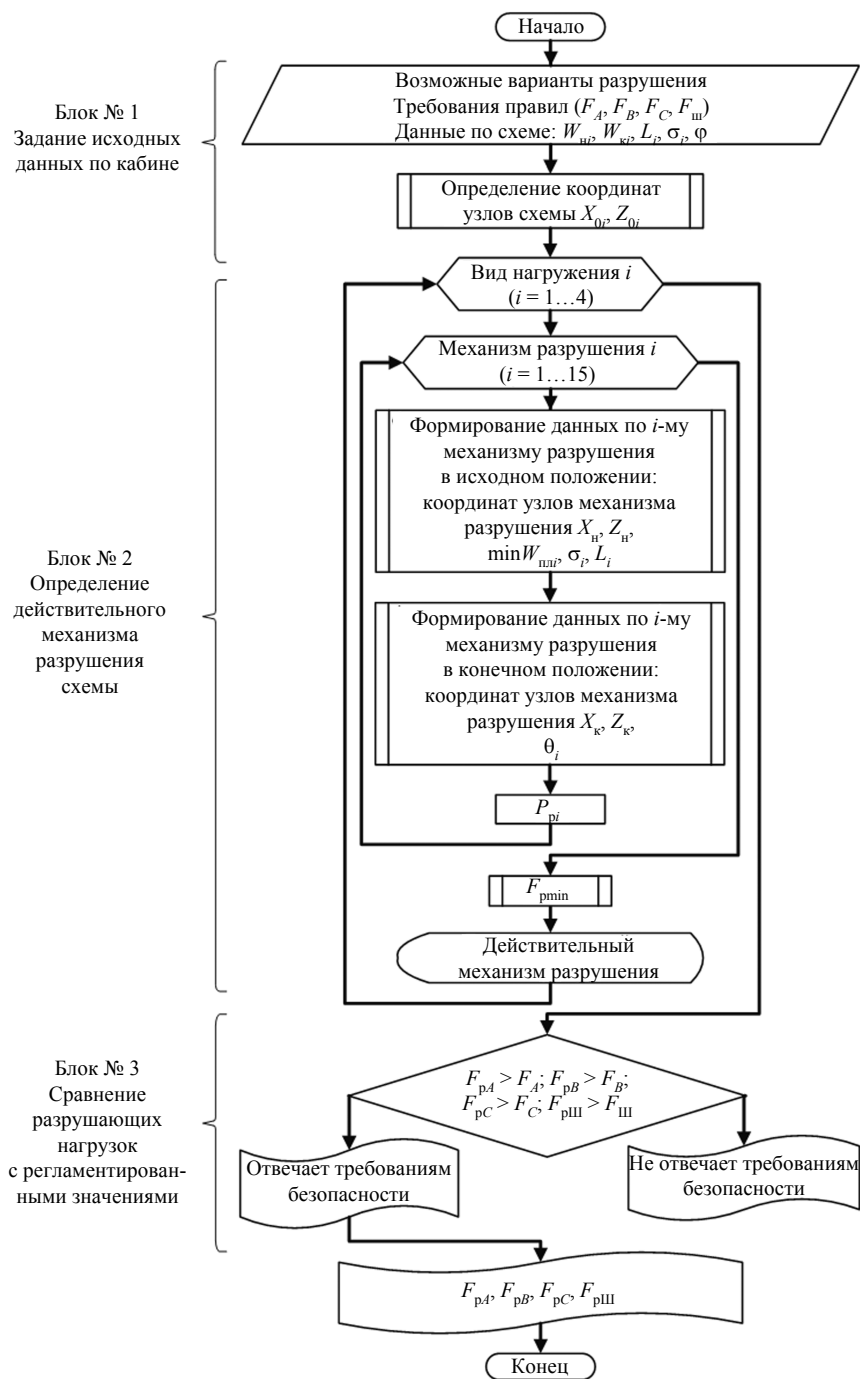 Начало
Блок № 1
Задание исходных
данных по кабине
Возможные варианты разрушения
Требования правил (F_A, F_B, F_C, F_ш)
Данные по схеме: W_нi, W_кi, L_i, σ_i, φ
Определение координат
узлов схемы X_0i, Z_0i
Блок № 2
Определение
действительного
механизма
разрушения
схемы
Вид нагружения i
(i = 1…4)
Механизм разрушения i
(i = 1…15)
Формирование данных по i-му
механизму разрушения
в исходном положении:
координат узлов механизма
разрушения X_н, Z_н,
minW_плi, σ_i, L_i
Формирование данных по i-му
механизму разрушения
в конечном положении:
координат узлов механизма
разрушения X_к, Z_к,
θ_i
P_рi
F_рmin
Действительный
механизм разрушения
Блок № 3
Сравнение
разрушающих
нагрузок
с регламентирован-
ными значениями
F_рA > F_A; F_рB > F_B;
F_рC > F_C; F_рШ > F_Ш
Отвечает требованиям
безопасности
Не отвечает требованиям
безопасности
F_рA, F_рB, F_рC, F_рШ
Конец